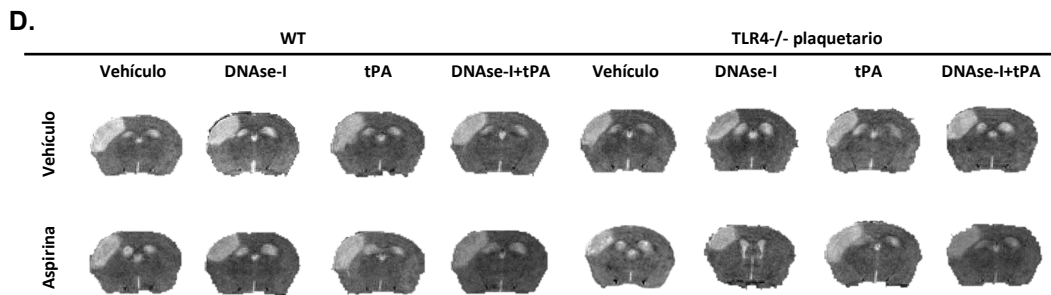 D.
WT TLR4-/- plaquetario
Vehículo DNAse-I tPA DNAse-I+tPA Vehículo DNAse-I tPA DNAse-I+tPA
Vehículo
Aspirina